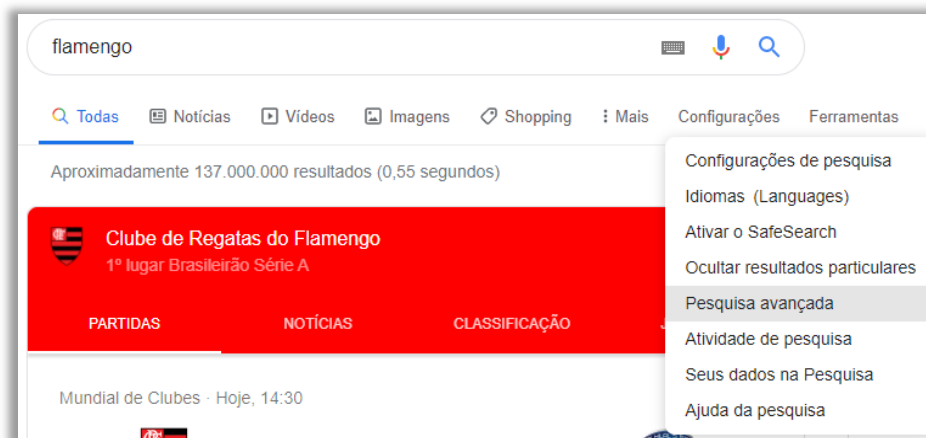 flamengo
Todas Notícias Vídeos Imagens Shopping Mais Configurações Ferramentas
Aproximadamente 137.000.000 resultados (0,55 segundos)
Configurações de pesquisa
Idiomas (Languages)
Ativar o SafeSearch
Ocultar resultados particulares
Pesquisa avançada
Atividade de pesquisa
Seus dados na Pesquisa
Ajuda da pesquisa
Clube de Regatas do Flamengo
1º lugar Brasileirão Série A
PARTIDAS NOTÍCIAS CLASSIFICAÇÃO
Mundial de Clubes · Hoje, 14:30